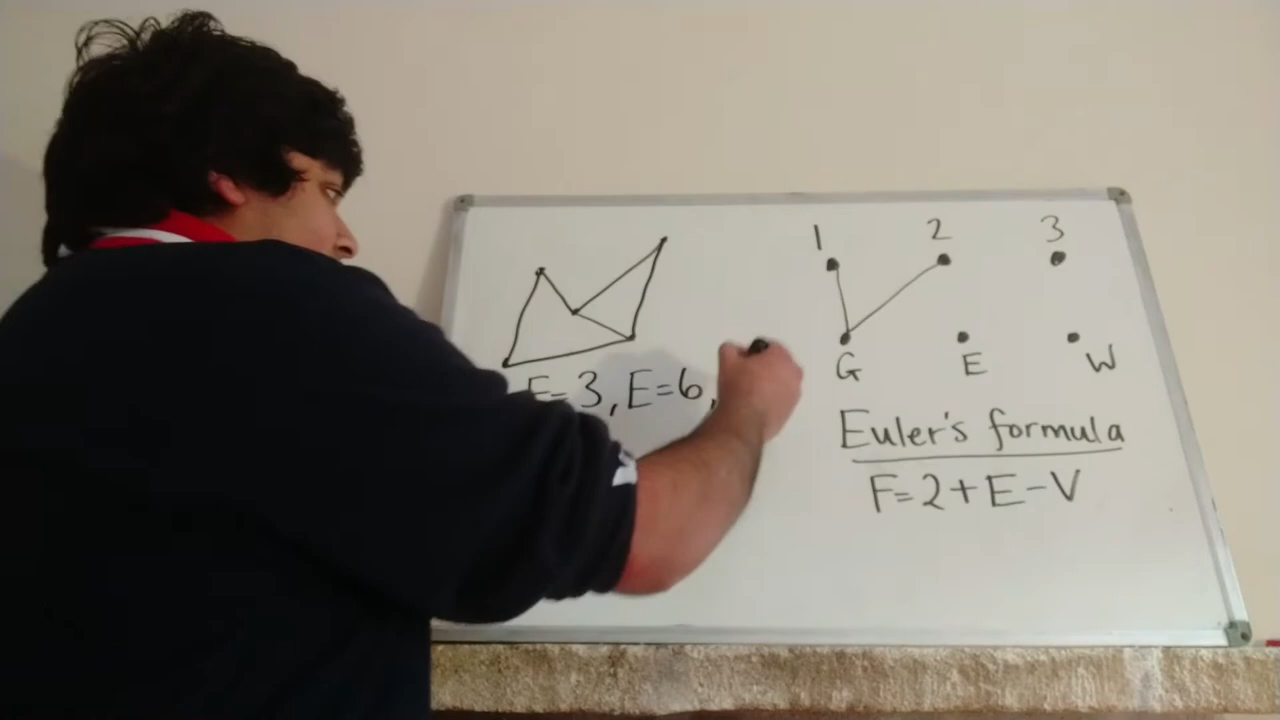 1 2 3
G E W
F=3, E=6,
Euler's formula
F=2+E-V